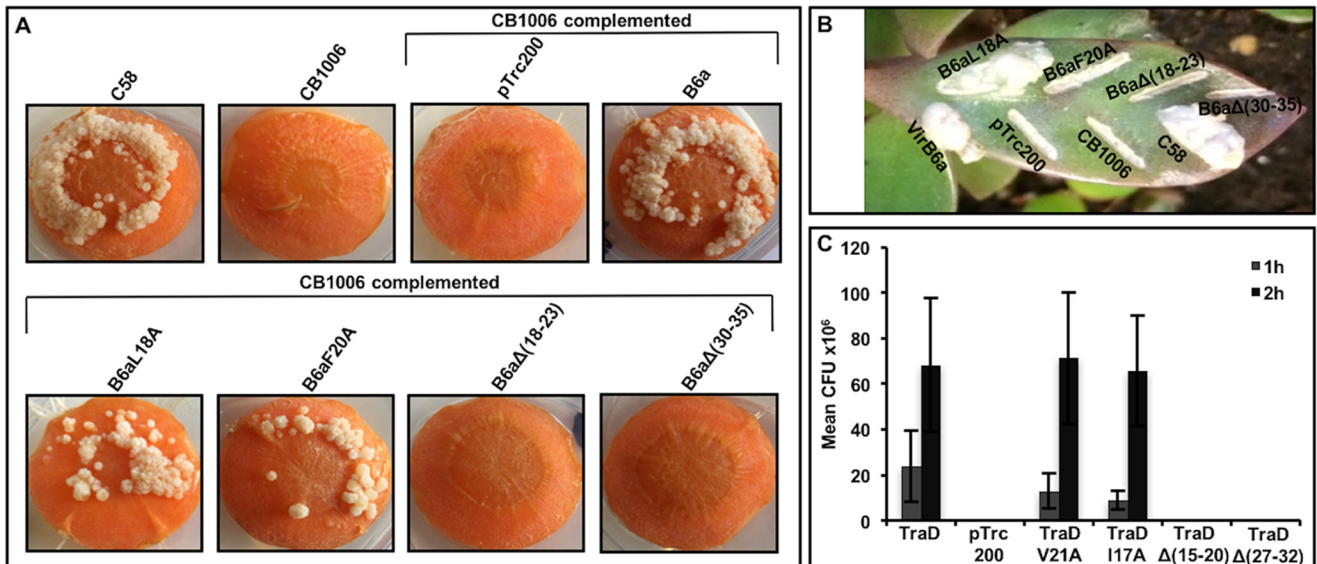 A
CB1006 complemented
C58
CB1006
pTrc200
B6a
CB1006 complemented
B6aL18A
B6aF20A
B6aΔ(18-23)
B6aΔ(30-35)
B
B6aL18A
B6aF20A
B6aΔ(18-23)
B6aΔ(30-35)
VirB6a
pTrc200
CB1006
C58
C
120
100
80
60
40
20
0
Mean CFU x10⁶
1h
2h
TraD pTrc TraD TraD TraD TraD
200 V21A I17A Δ(15-20) Δ(27-32)